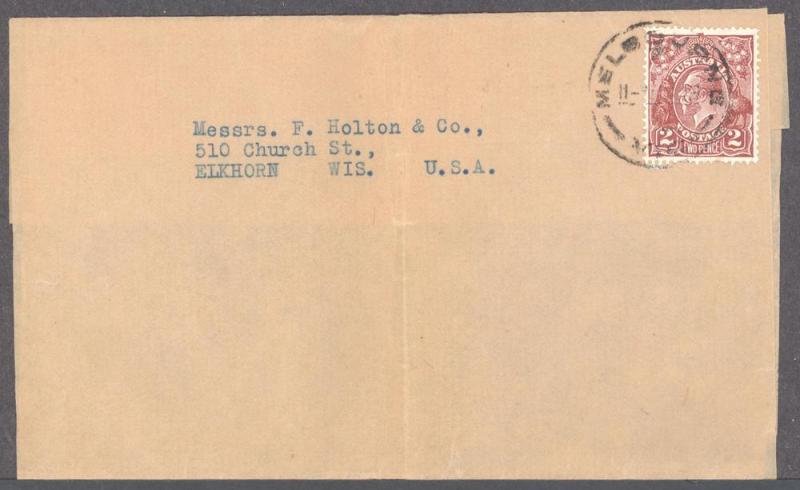 MELBOURNE
AUSTRALIA
2 POSTAGE 2
TWO PENCE
Messrs. F. Holton & Co.,
510 Church St.,
ELKHORN WIS. U.S.A.